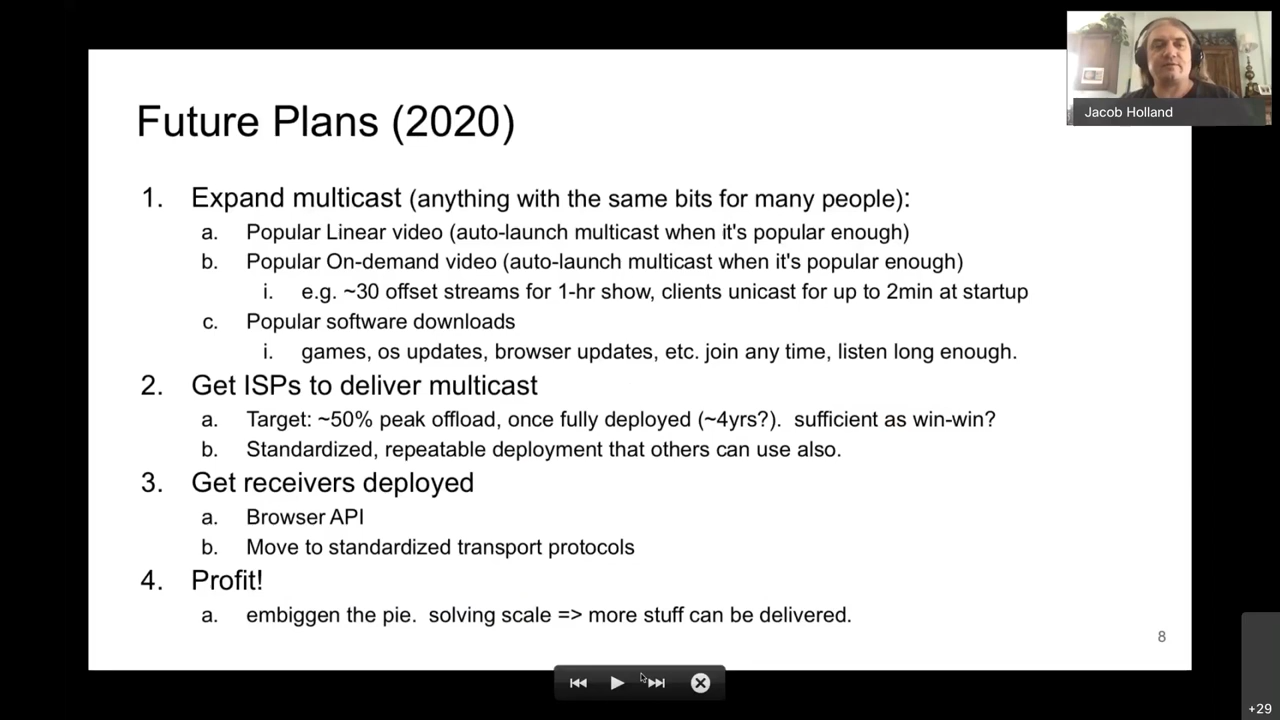 Jacob Holland
Future Plans (2020)
1. Expand multicast (anything with the same bits for many people):
a. Popular Linear video (auto-launch multicast when it's popular enough)
b. Popular On-demand video (auto-launch multicast when it's popular enough)
i. e.g. ~30 offset streams for 1-hr show, clients unicast for up to 2min at startup
c. Popular software downloads
i. games, os updates, browser updates, etc. join any time, listen long enough.
2. Get ISPs to deliver multicast
a. Target: ~50% peak offload, once fully deployed (~4yrs?). sufficient as win-win?
b. Standardized, repeatable deployment that others can use also.
3. Get receivers deployed
a. Browser API
b. Move to standardized transport protocols
4. Profit!
a. embiggen the pie. solving scale => more stuff can be delivered.
8
+29